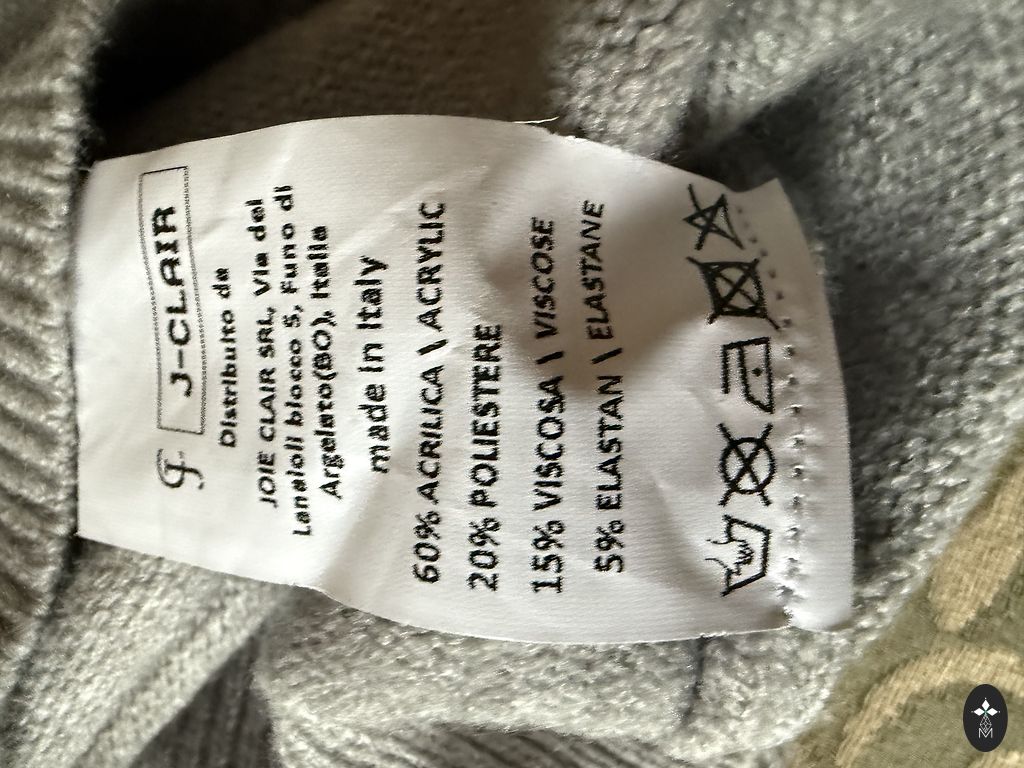 J-CLAIR
Distribuito da
JOIE CLAIR SRL, Via dei
Lanaioli blocco 5, Funo di
Argelato(BO), Italia
made in Italy
60% ACRILICA \ ACRYLIC
20% POLIESTERE
15% VISCOSA \ VISCOSE
5% ELASTAN \ ELASTANE
M